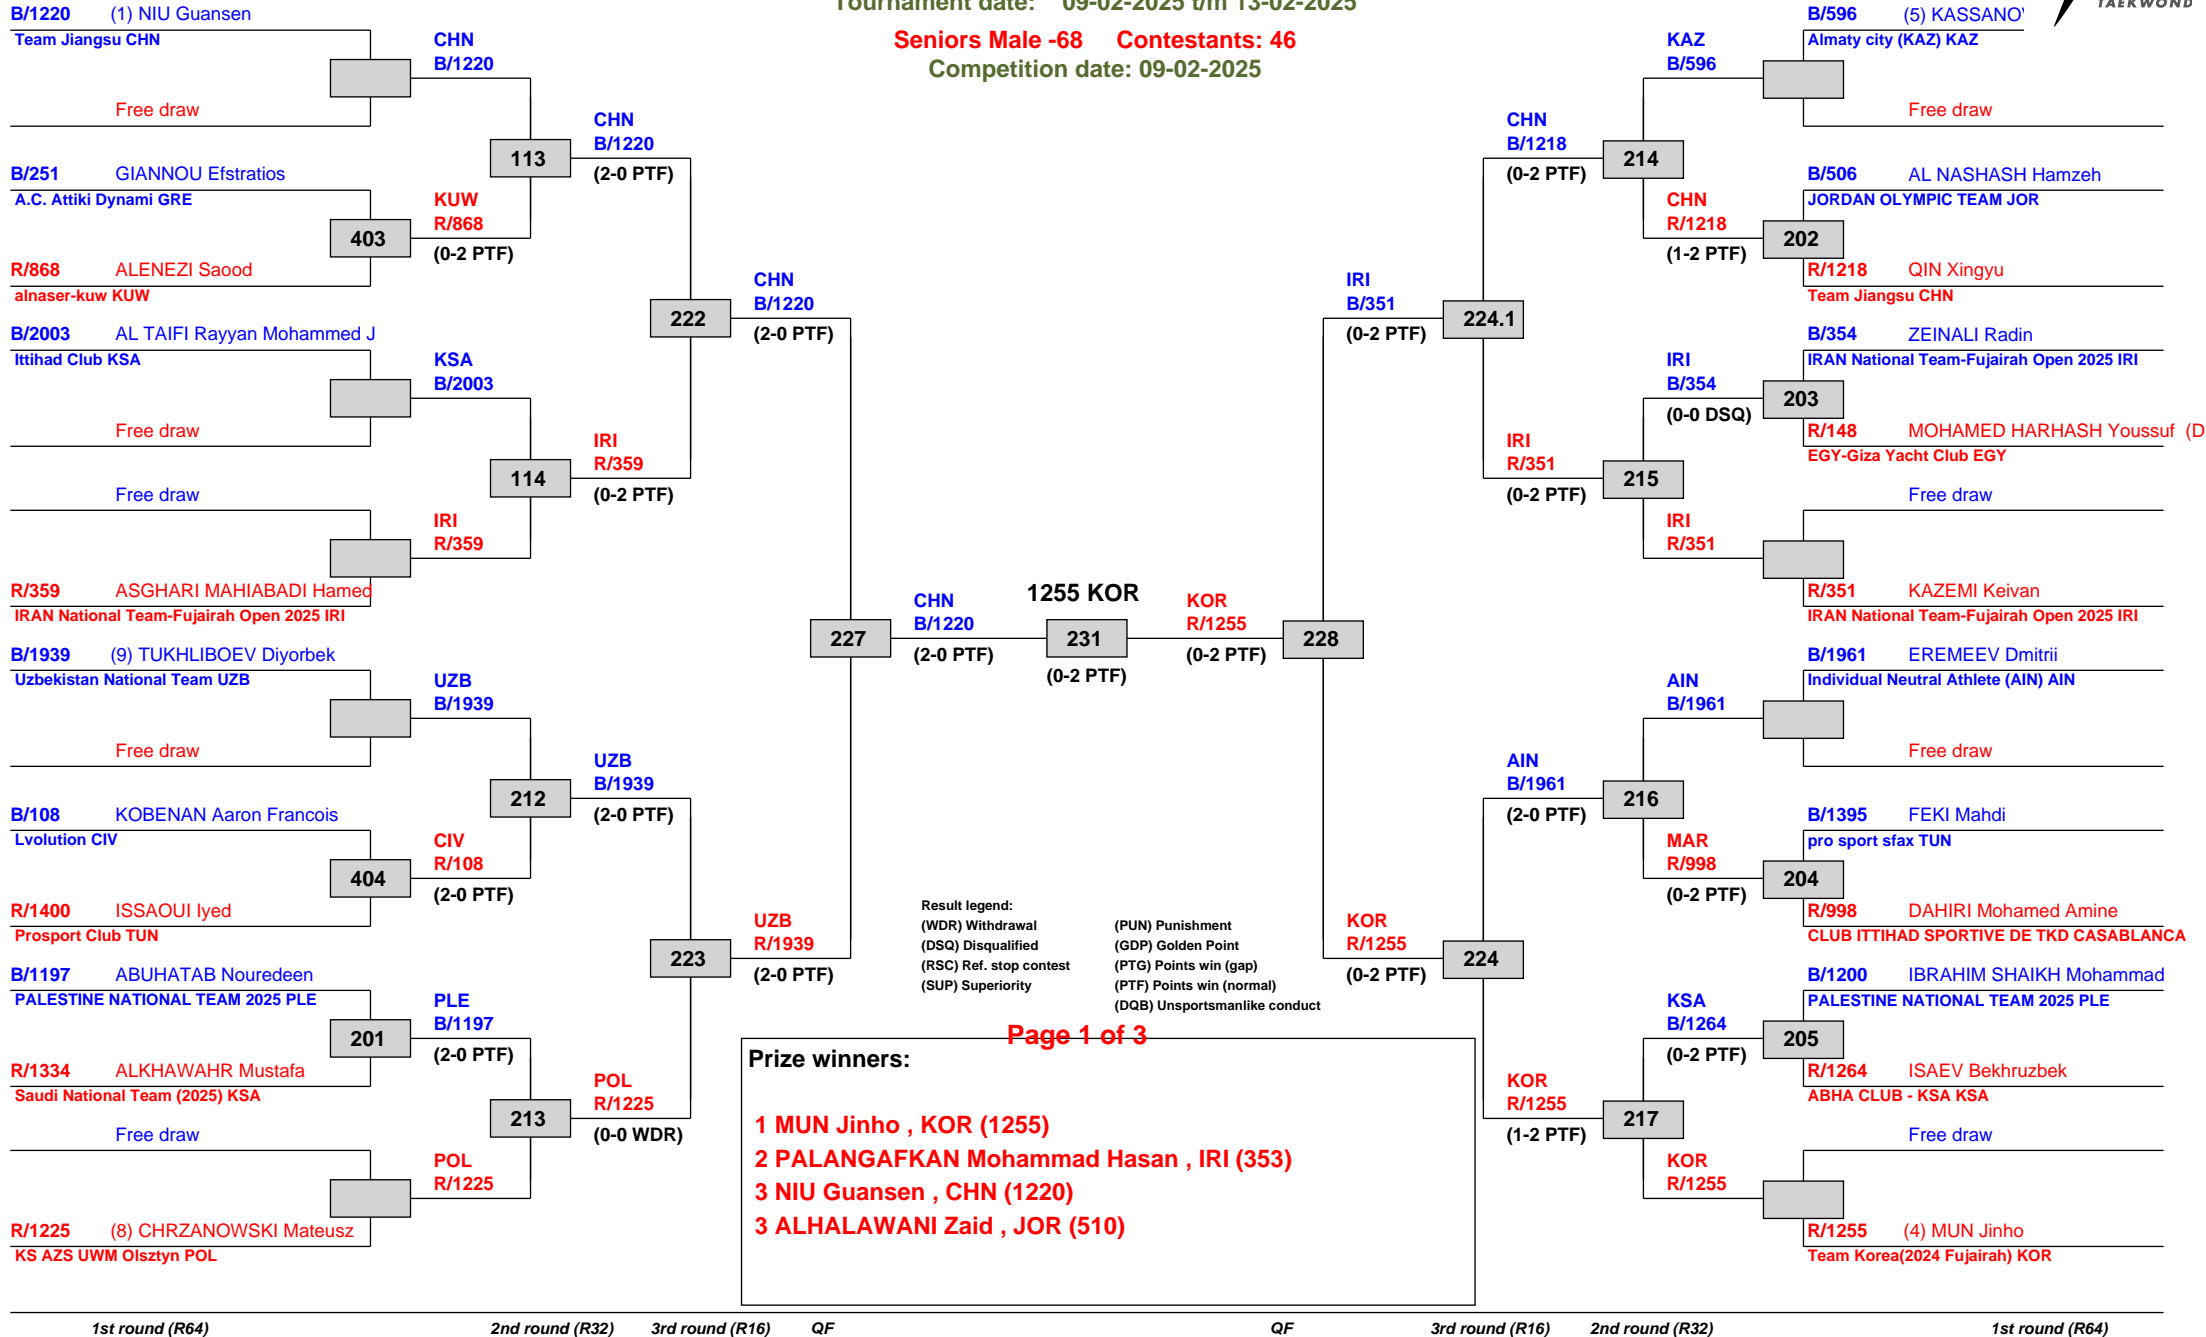 Tournament date: 09-02-2025 t/m 13-02-2025
Seniors Male -68 Contestants: 46
Competition date: 09-02-2025
TAEKWOND
B/1220 (1) NIU Guansen
Team Jiangsu CHN
Free draw
B/251 GIANNOU Efstratios
A.C. Attiki Dynami GRE
403
R/868 ALENEZI Saood
alnaser-kuw KUW
B/2003 AL TAIFI Rayyan Mohammed J
Ittihad Club KSA
Free draw
Free draw
R/359 ASGHARI MAHIABADI Hamed
IRAN National Team-Fujairah Open 2025 IRI
B/1939 (9) TUKHLIBOEV Diyorbek
Uzbekistan National Team UZB
Free draw
B/108 KOBENAN Aaron Francois
Lvolution CIV
404
R/1400 ISSAOUI Iyed
Prosport Club TUN
B/1197 ABUHATAB Nouredeen
PALESTINE NATIONAL TEAM 2025 PLE
201
R/1334 ALKHAWAHR Mustafa
Saudi National Team (2025) KSA
Free draw
R/1225 (8) CHRZANOWSKI Mateusz
KS AZS UWM Olsztyn POL
CHN
B/1220
113
KUW
R/868
(0-2 PTF)
KSA
B/2003
114
IRI
R/359
UZB
B/1939
212
CIV
R/108
(2-0 PTF)
PLE
B/1197
(2-0 PTF)
213
POL
R/1225
CHN
B/1220
(2-0 PTF)
222
IRI
R/359
(0-2 PTF)
UZB
B/1939
(2-0 PTF)
223
POL
R/1225
(0-0 WDR)
CHN
B/1220
(2-0 PTF)
227
UZB
R/1939
(2-0 PTF)
CHN
B/1220
(2-0 PTF)
1255 KOR
231
(0-2 PTF)
KOR
R/1255
(0-2 PTF)
228
IRI
B/351
(0-2 PTF)
KOR
R/1255
(0-2 PTF)
CHN
B/1218
(0-2 PTF)
224.1
IRI
R/351
(0-2 PTF)
AIN
B/1961
(2-0 PTF)
224
KOR
R/1255
(1-2 PTF)
KAZ
B/596
214
CHN
R/1218
(1-2 PTF)
IRI
B/354
(0-0 DSQ)
215
IRI
R/351
AIN
B/1961
216
MAR
R/998
(0-2 PTF)
KSA
B/1264
(0-2 PTF)
217
KOR
R/1255
B/596 (5)
Almaty city (KAZ) KAZ
Free draw
B/506 AL NASHASH Hamzeh
JORDAN OLYMPIC TEAM JOR
202
R/1218 QIN Xingyu
Team Jiangsu CHN
B/354 ZEINALI Radin
IRAN National Team-Fujairah Open 2025 IRI
203
R/148 MOHAMED HARHASH Youssuf (D
EGY-Giza Yacht Club EGY
Free draw
R/351 KAZEMI Keivan
IRAN National Team-Fujairah Open 2025 IRI
B/1961 EREMEEV Dmitrii
Individual Neutral Athlete (AIN) AIN
Free draw
B/1395 FEKI Mahdi
pro sport sfax TUN
204
R/998 DAHIRI Mohamed Amine
CLUB ITTIHAD SPORTIVE DE TKD CASABLANCA
B/1200 IBRAHIM SHAIKH Mohammad
PALESTINE NATIONAL TEAM 2025 PLE
205
R/1264 ISAEV Bekhruzbek
ABHA CLUB - KSA KSA
Free draw
R/1255 (4) MUN Jinho
Team Korea(2024 Fujairah) KOR
Result legend:
(WDR) Withdrawal (PUN) Punishment
(DSQ) Disqualified (GDP) Golden Point
(RSC) Ref. stop contest (PTG) Points win (gap)
(SUP) Superiority (PTF) Points win (normal)
(DQB) Unsportsmanlike conduct
Page 1 of 3
Prize winners:
1 MUN Jinho , KOR (1255)
2 PALANGAFKAN Mohammad Hasan , IRI (353)
3 NIU Guansen , CHN (1220)
3 ALHALAWANI Zaid , JOR (510)
1st round (R64) 2nd round (R32) 3rd round (R16) QF QF 3rd round (R16) 2nd round (R32) 1st round (R64)